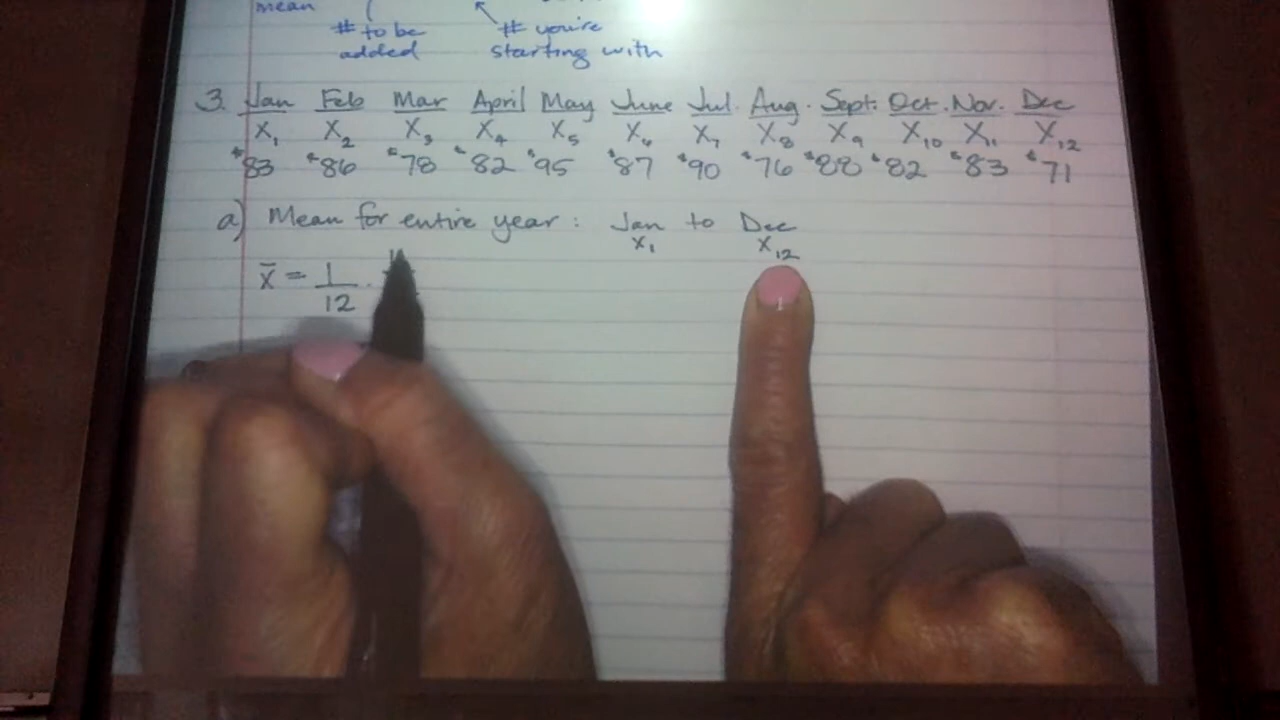 mean
# to be # you're
added starting with
3. Jan Feb Mar April May June Jul. Aug. Sept. Oct. Nov. Dec
X1 X2 X3 X4 X5 X6 X7 X8 X9 X10 X11 X12
$83 $86 $78 $82 $95 $87 $90 $76 $88 $82 $83 $71
a) Mean for entire year: Jan to Dec
X1 X12
x̄ = 1/12 ·